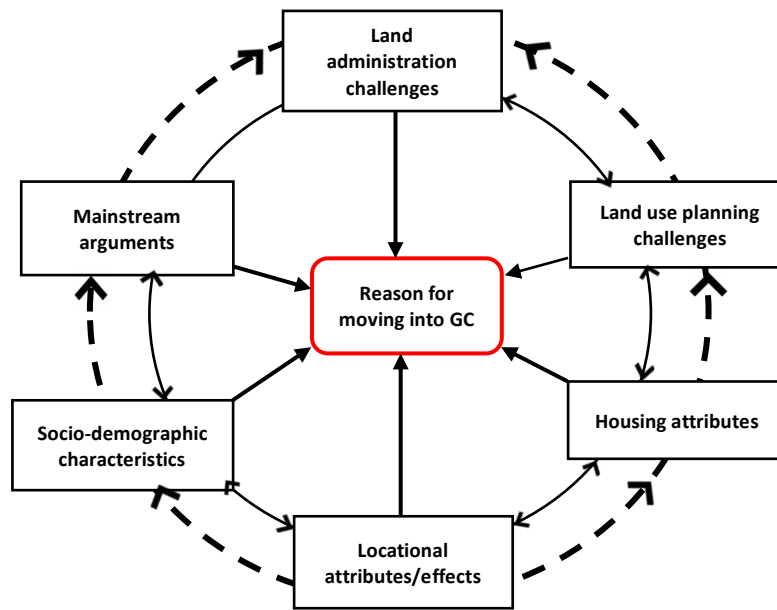 Land
administration
challenges
Mainstream
arguments
Land use planning
challenges
Reason for
moving into GC
Socio-demographic
characteristics
Housing attributes
Locational
attributes/effects